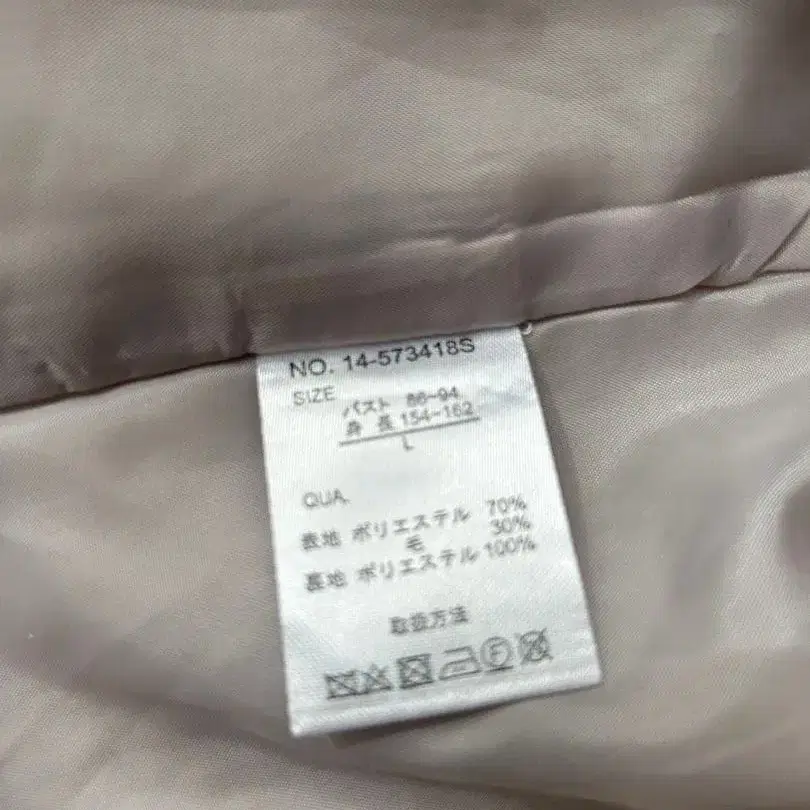 NO. 14-573418S
SIZE
バスト 86-94
身 長 154-162
L
QUA.
表地 ポリエステル 70%
毛 30%
裏地 ポリエステル 100%
取扱方法
F